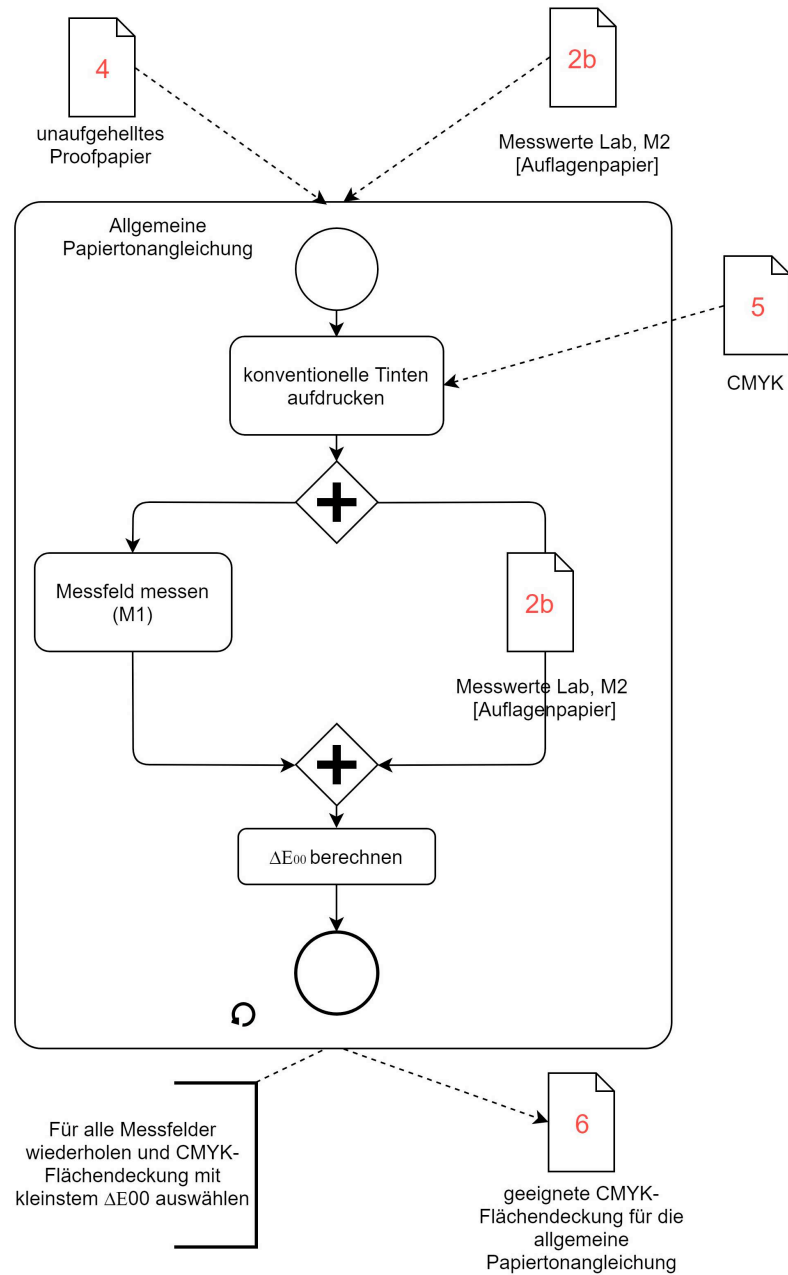 4
unaufgehelltes
Proofpapier
2b
Messwerte Lab, M2
[Auflagenpapier]
Allgemeine
Papiertonangleichung
5
CMYK
konventionelle Tinten
aufdrucken
Messfeld messen
(M1)
2b
Messwerte Lab, M2
[Auflagenpapier]
ΔE00 berechnen
Für alle Messfelder
wiederholen und CMYK-
Flächendeckung mit
kleinstem ΔE00 auswählen
6
geeignete CMYK-
Flächendeckung für die
allgemeine
Papiertonangleichung